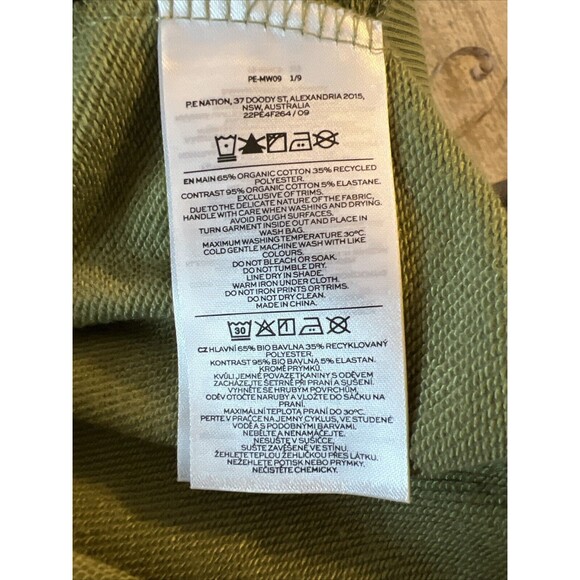 PE-MW09 1/9
P.E NATION, 37 DOODY ST, ALEXANDRIA 2015,
NSW, AUSTRALIA
22PE4F264 / 09
EN MAIN 65% ORGANIC COTTON 35% RECYCLED
POLYESTER.
CONTRAST 95% ORGANIC COTTON 5% ELASTANE.
EXCLUSIVE OF TRIMS.
DUE TO THE DELICATE NATURE OF THE FABRIC,
HANDLE WITH CARE WHEN WASHING AND DRYING.
AVOID ROUGH SURFACES.
TURN GARMENT INSIDE OUT AND PLACE IN
WASH BAG.
MAXIMUM WASHING TEMPERATURE 30°C.
COLD GENTLE MACHINE WASH WITH LIKE
COLOURS.
DO NOT BLEACH OR SOAK.
DO NOT TUMBLE DRY.
LINE DRY IN SHADE.
WARM IRON UNDER CLOTH.
DO NOT IRON PRINTS OR TRIMS.
DO NOT DRY CLEAN.
MADE IN CHINA.
30
CZ HLAVNÍ 65% BIO BAVLNA 35% RECYKLOVANÝ
POLYESTER.
KONTRAST 95% BIO BAVLNA 5% ELASTAN.
KROMĚ PRÝMKŮ.
KVŮLI JEMNÉ POVAZE TKANINY S ODĚVEM
ZACHÁZEJTE ŠETRNĚ PŘI PRANÍ A SUŠENÍ.
VYHNĚTE SE HRUBÝM POVRCHŮM.
ODĚV OTOČTE NARUBY A VLOŽTE DO SÁČKU NA
PRANÍ.
MAXIMÁLNÍ TEPLOTA PRANÍ DO 30°C.
PERTE V PRAČCE NA JEMNÝ CYKLUS, VE STUDENÉ
VODĚ A S PODOBNÝMI BARVAMI.
NEBĚLTE A NENAMÁČEJTE.
NESUŠTE V SUŠIČCE.
SUŠTE ZAVĚŠENÉ VE STÍNU.
ŽEHLETE TEPLOU ŽEHLIČKOU PŘES LÁTKU.
NEŽEHLETE POTISK NEBO PRÝMKY.
NEČISTĚTE CHEMICKY.